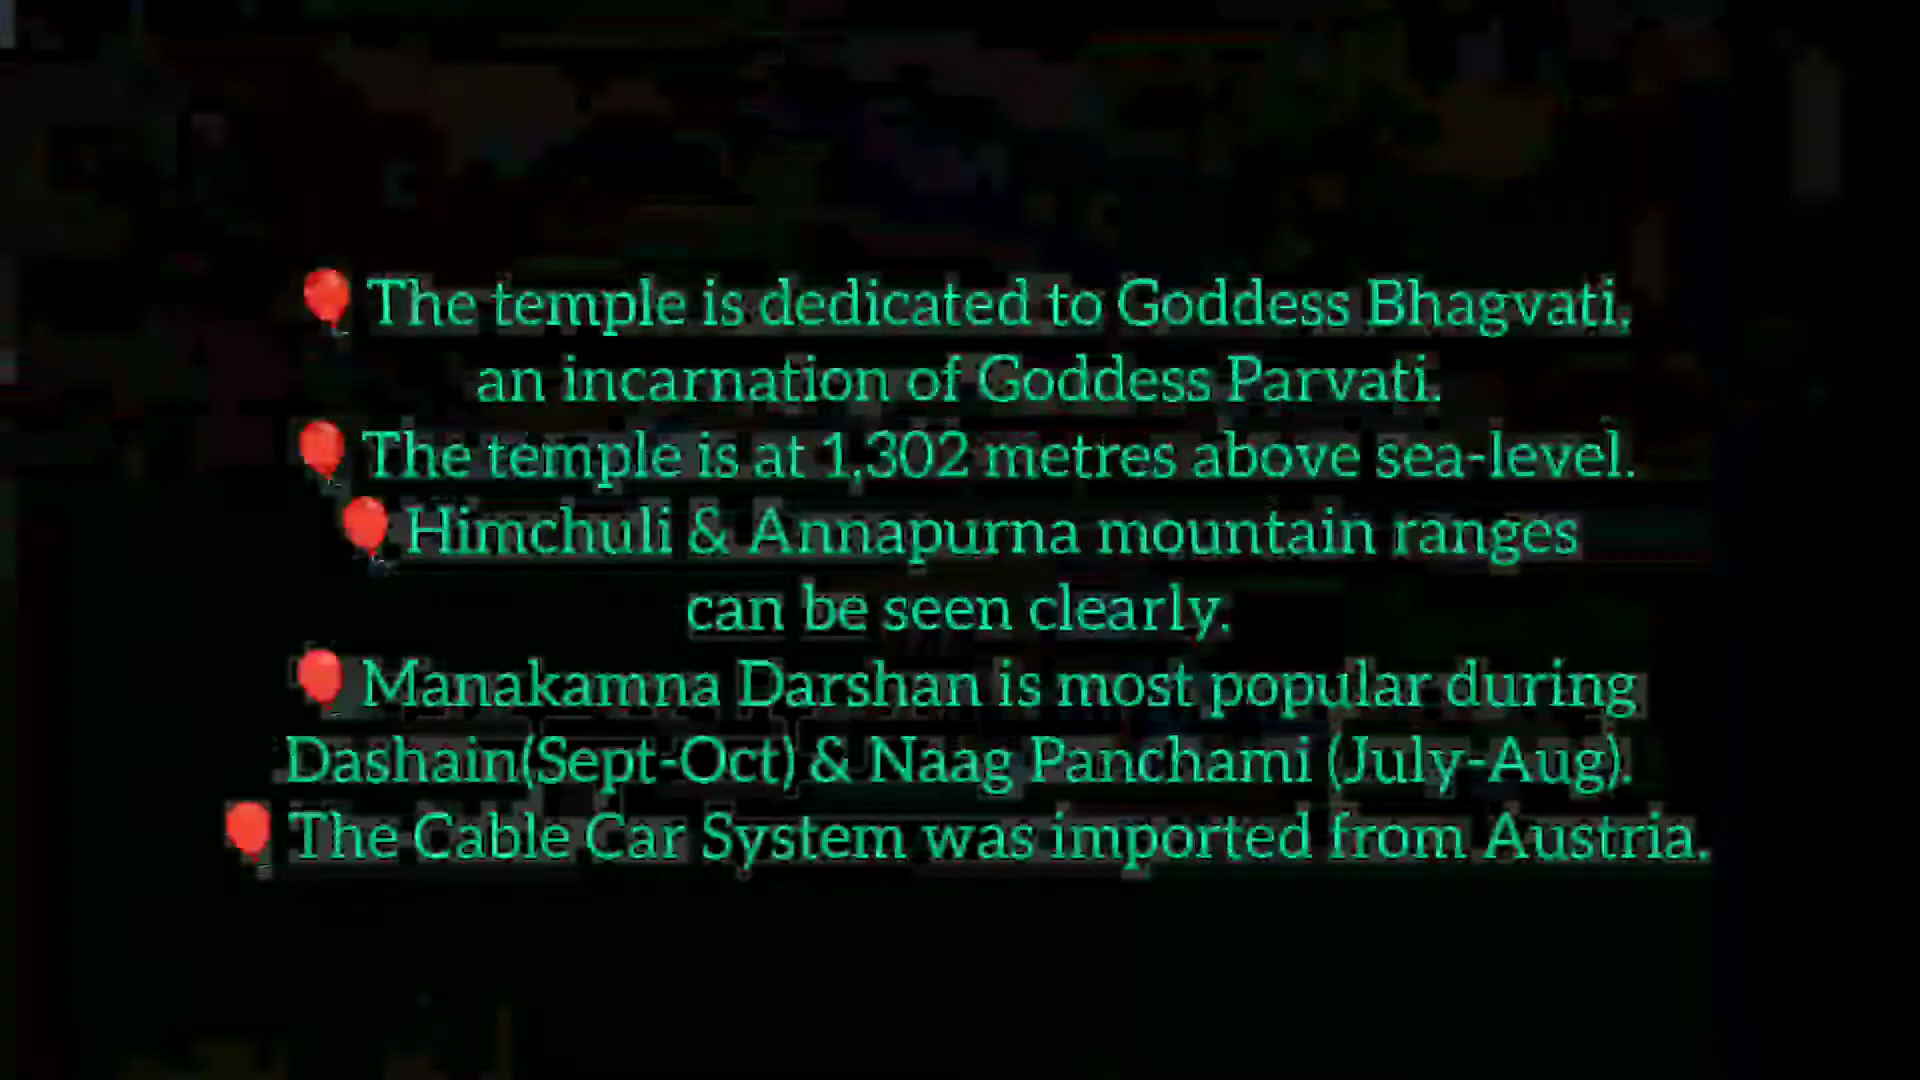 🎈 The temple is dedicated to Goddess Bhagvati,
an incarnation of Goddess Parvati.
🎈 The temple is at 1,302 metres above sea-level.
🎈 Himchuli & Annapurna mountain ranges
can be seen clearly.
🎈 Manakamna Darshan is most popular during
Dashain(Sept-Oct) & Naag Panchami (July-Aug).
🎈 The Cable Car System was imported from Austria.